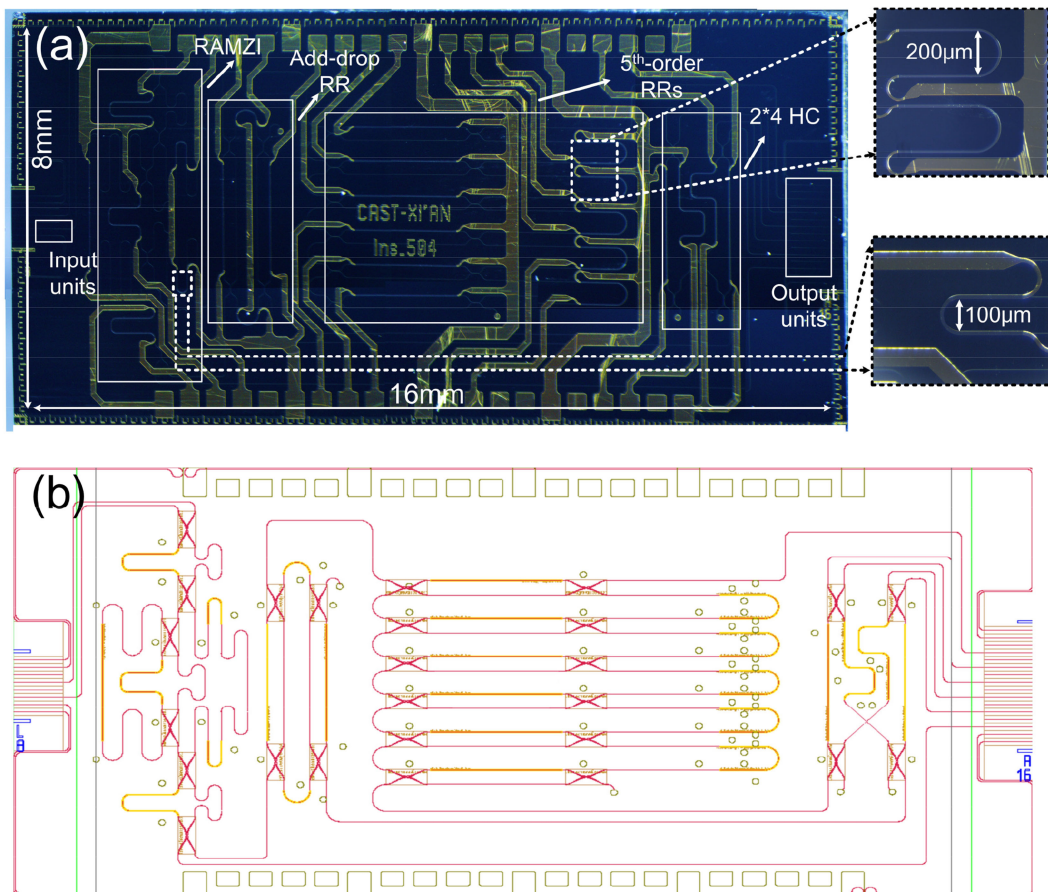 (a)
RAMZI
Add-drop
RR
5th-order
RRs
2*4 HC
8mm
CAST-XI'AN
Ins.504
Input
units
Output
units
16mm
200μm
100μm
(b)
R
16